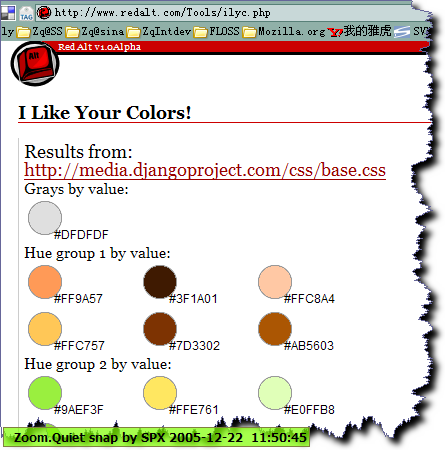 http://www.redalt.com/Tools/ilyc.php
TAG
ly Zq@SS Zq@sina ZqIntdev FLOSS Mozilla.org 我的雅虎 SV
Red Alt v1.0Alpha
Alt
I Like Your Colors!
Results from:
http://media.djangoproject.com/css/base.css
Grays by value:
#DFDFDF
Hue group 1 by value:
#FF9A57 #3F1A01 #FFC8A4
#FFC757 #7D3302 #AB5603
Hue group 2 by value:
#9AEF3F #FFE761 #E0FFB8
Zoom.Quiet snap by SPX 2005-12-22 11:50:45